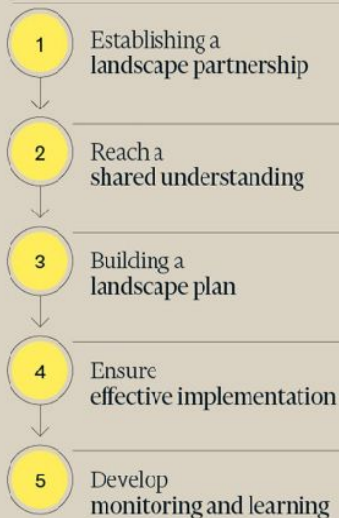 1
Establishing a
landscape partnership
2
Reach a
shared understanding
3
Building a
landscape plan
4
Ensure
effective implementation
5
Develop
monitoring and learning